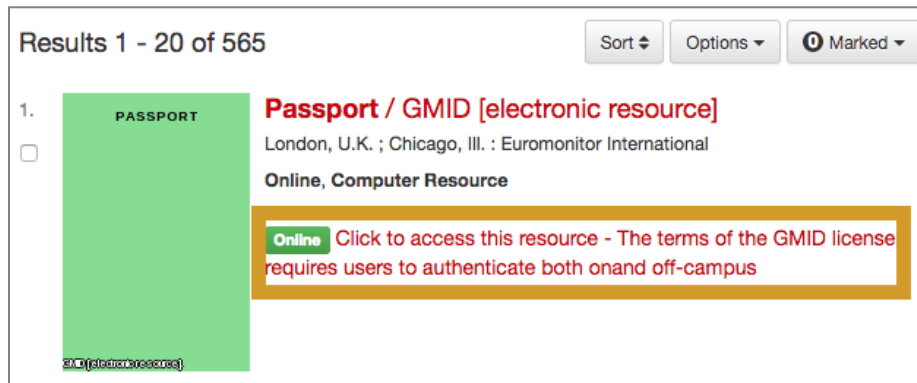 Results 1 - 20 of 565
Sort
Options
0 Marked
1.
PASSPORT
Passport / GMID [electronic resource]
London, U.K. ; Chicago, Ill. : Euromonitor International
Online, Computer Resource
Online Click to access this resource - The terms of the GMID license
requires users to authenticate both onand off-campus
GMID [electronic resource].